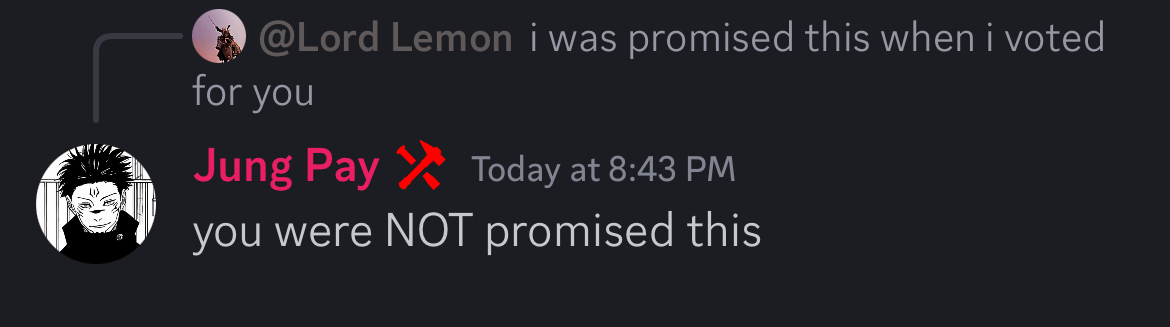 @Lord Lemon i was promised this when i voted
for you
Jung Pay Today at 8:43 PM
you were NOT promised this